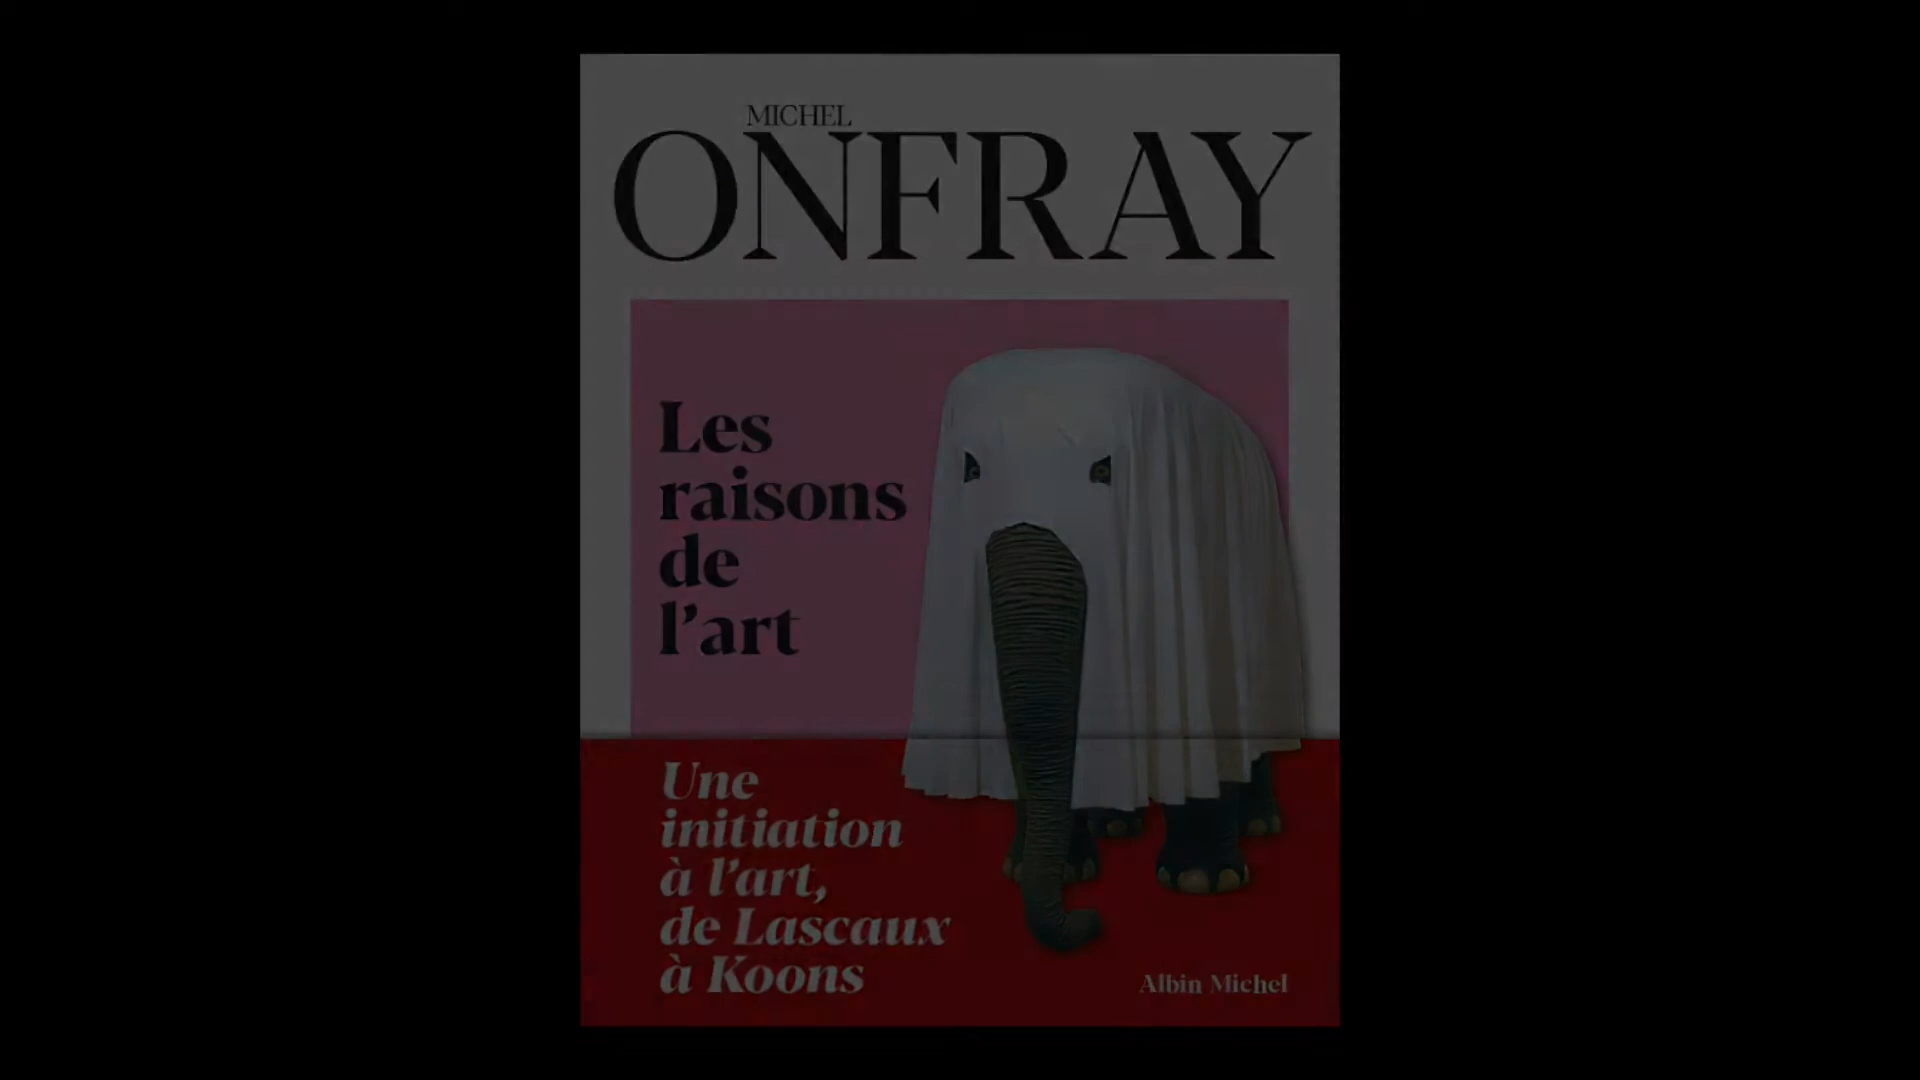 MICHEL
ONFRAY
Les
raisons
de
l’art
Une
initiation
à l’art,
de Lascaux
à Koons
Albin Michel